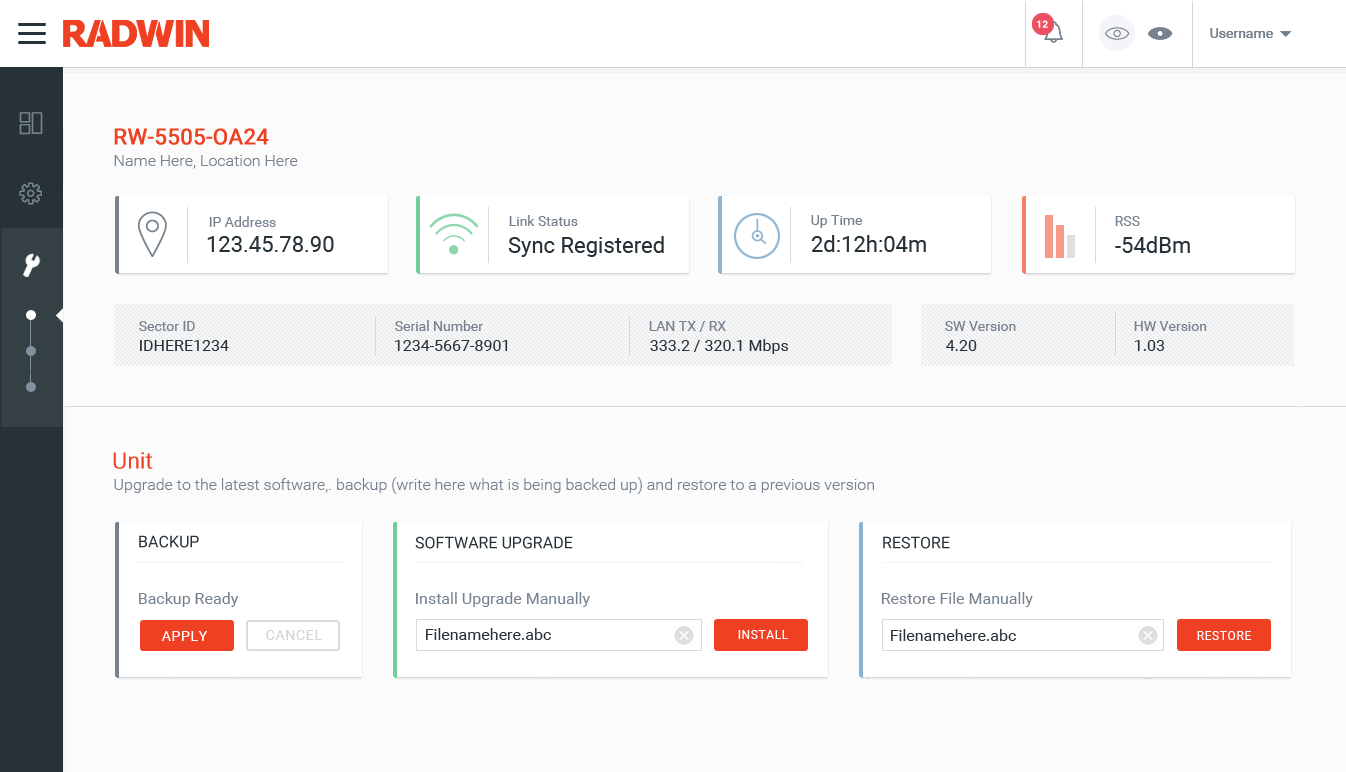 RADWIN
12
Username
RW-5505-OA24
Name Here, Location Here
IP Address
123.45.78.90
Link Status
Sync Registered
Up Time
2d:12h:04m
RSS
-54dBm
Sector ID
IDHERE1234
Serial Number
1234-5667-8901
LAN TX / RX
333.2 / 320.1 Mbps
SW Version
4.20
HW Version
1.03
Unit
Upgrade to the latest software,. backup (write here what is being backed up) and restore to a previous version
BACKUP
Backup Ready
APPLY CANCEL
SOFTWARE UPGRADE
Install Upgrade Manually
Filenamehere.abc INSTALL
RESTORE
Restore File Manually
Filenamehere.abc RESTORE